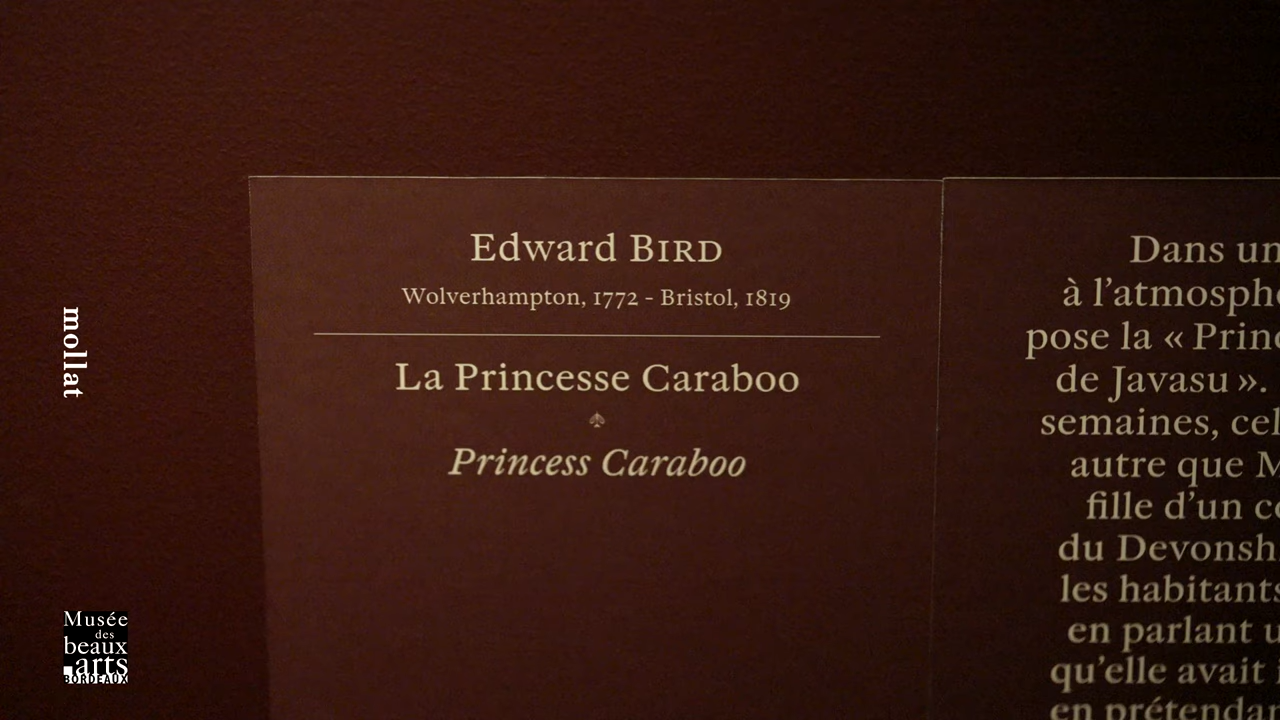 Edward BIRD
Wolverhampton, 1772 - Bristol, 1819
La Princesse Caraboo
Princess Caraboo
Dans un
à l'atmosph
pose la « Prin
de Javasu ».
semaines, cel
autre que M
fille d'un c
du Devonsh
les habitants
en parlant u
qu'elle avait
en prétendan
mollat
Musée
des
beaux
arts
BORDEAUX